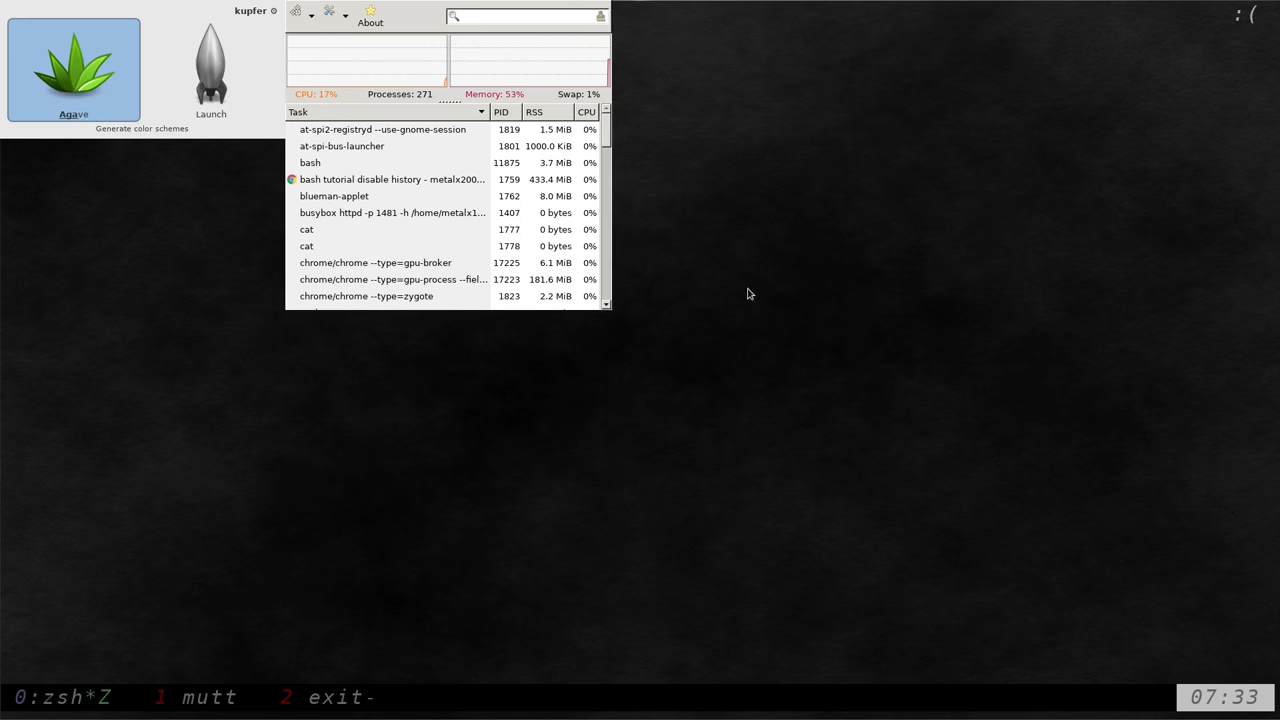 kupfer ⚙
Agave
Launch
Generate color schemes
About
CPU: 17% Processes: 271 Memory: 53% Swap: 1%
Task PID RSS CPU
at-spi2-registryd --use-gnome-session 1819 1.5 MiB 0%
at-spi-bus-launcher 1801 1000.0 KiB 0%
bash 11875 3.7 MiB 0%
bash tutorial disable history - metalx200... 1759 433.4 MiB 0%
blueman-applet 1762 8.0 MiB 0%
busybox httpd -p 1481 -h /home/metalx1... 1407 0 bytes 0%
cat 1777 0 bytes 0%
cat 1778 0 bytes 0%
chrome/chrome --type=gpu-broker 17225 6.1 MiB 0%
chrome/chrome --type=gpu-process --fiel... 17223 181.6 MiB 0%
chrome/chrome --type=zygote 1823 2.2 MiB 0%
:(
0:zsh*Z 1 mutt 2 exit-
07:33